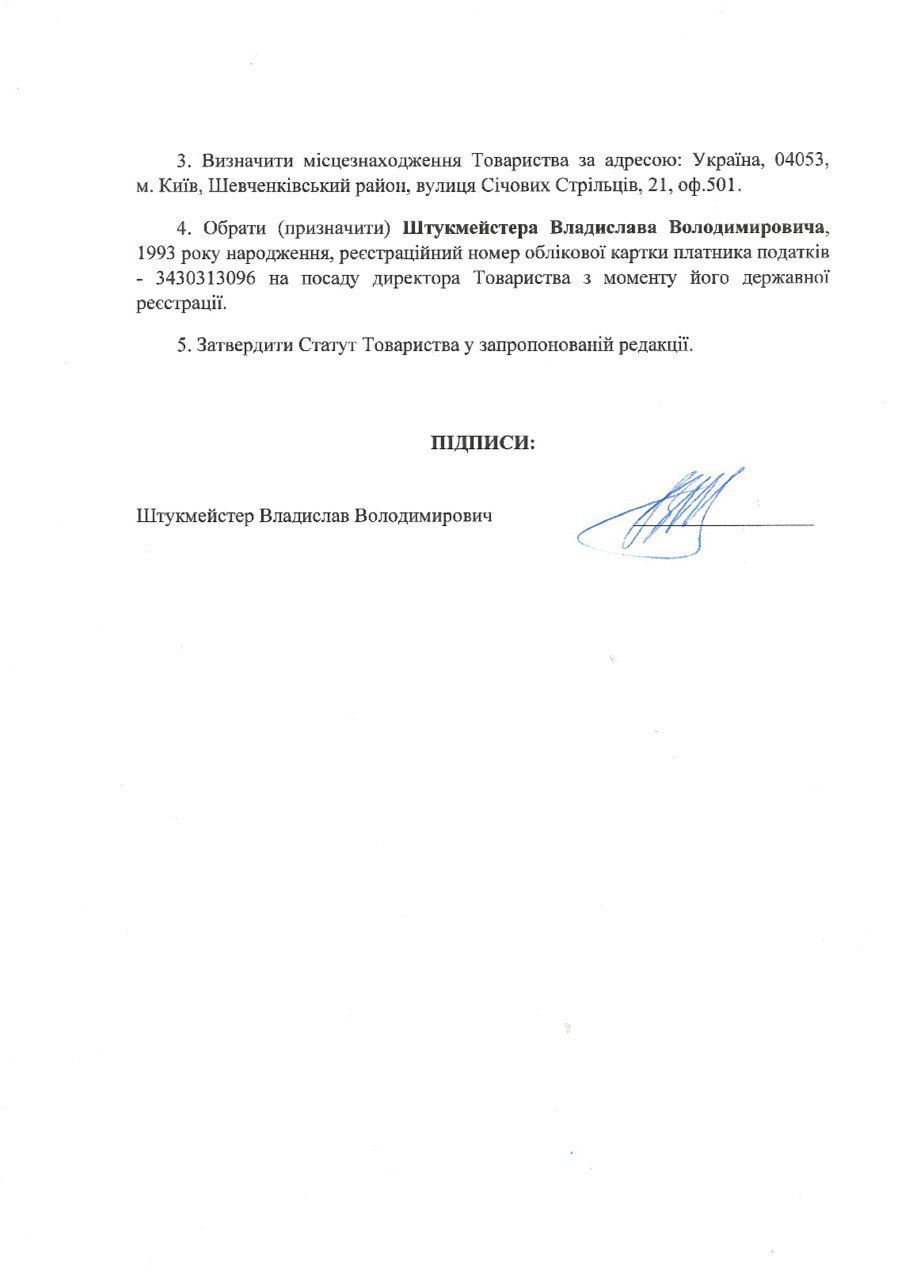 3. Визначити місцезнаходження Товариства за адресою: Україна, 04053,
м. Київ, Шевченківський район, вулиця Січових Стрільців, 21, оф.501.
4. Обрати (призначити) Штукмейстера Владислава Володимировича,
1993 року народження, реєстраційний номер облікової картки платника податків
- 3430313096 на посаду директора Товариства з моменту його державної
реєстрації.
5. Затвердити Статут Товариства у запропонованій редакції.
ПІДПИСИ:
Штукмейстер Владислав Володимирович